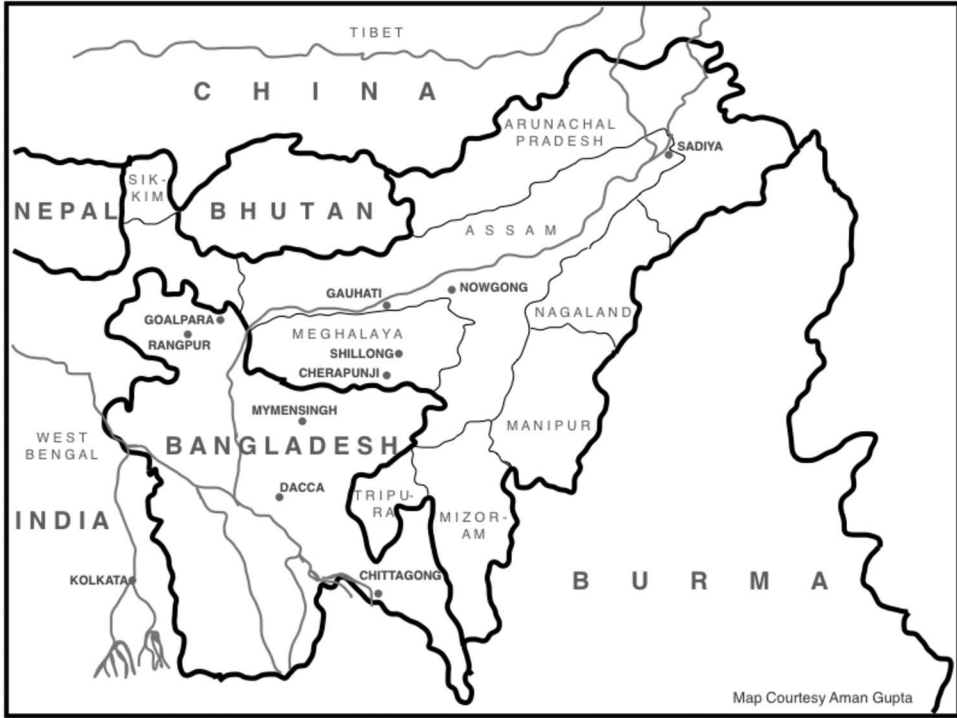 TIBET
CHINA
ARUNACHAL
PRADESH
SADIYA
SIK-
KIM
NEPAL
BHUTAN
ASSAM
NOWGONG
GAUHATI
GOALPARA
RANGPUR
MEGHALAYA
SHILLONG
CHERAPUNJI
NAGALAND
MYMENSINGH
MANIPUR
WEST
BENGAL
BANGLADESH
DACCA
TRIPU-
RA
MIZOR-
AM
INDIA
KOLKATA
CHITTAGONG
BURMA
Map Courtesy Aman Gupta